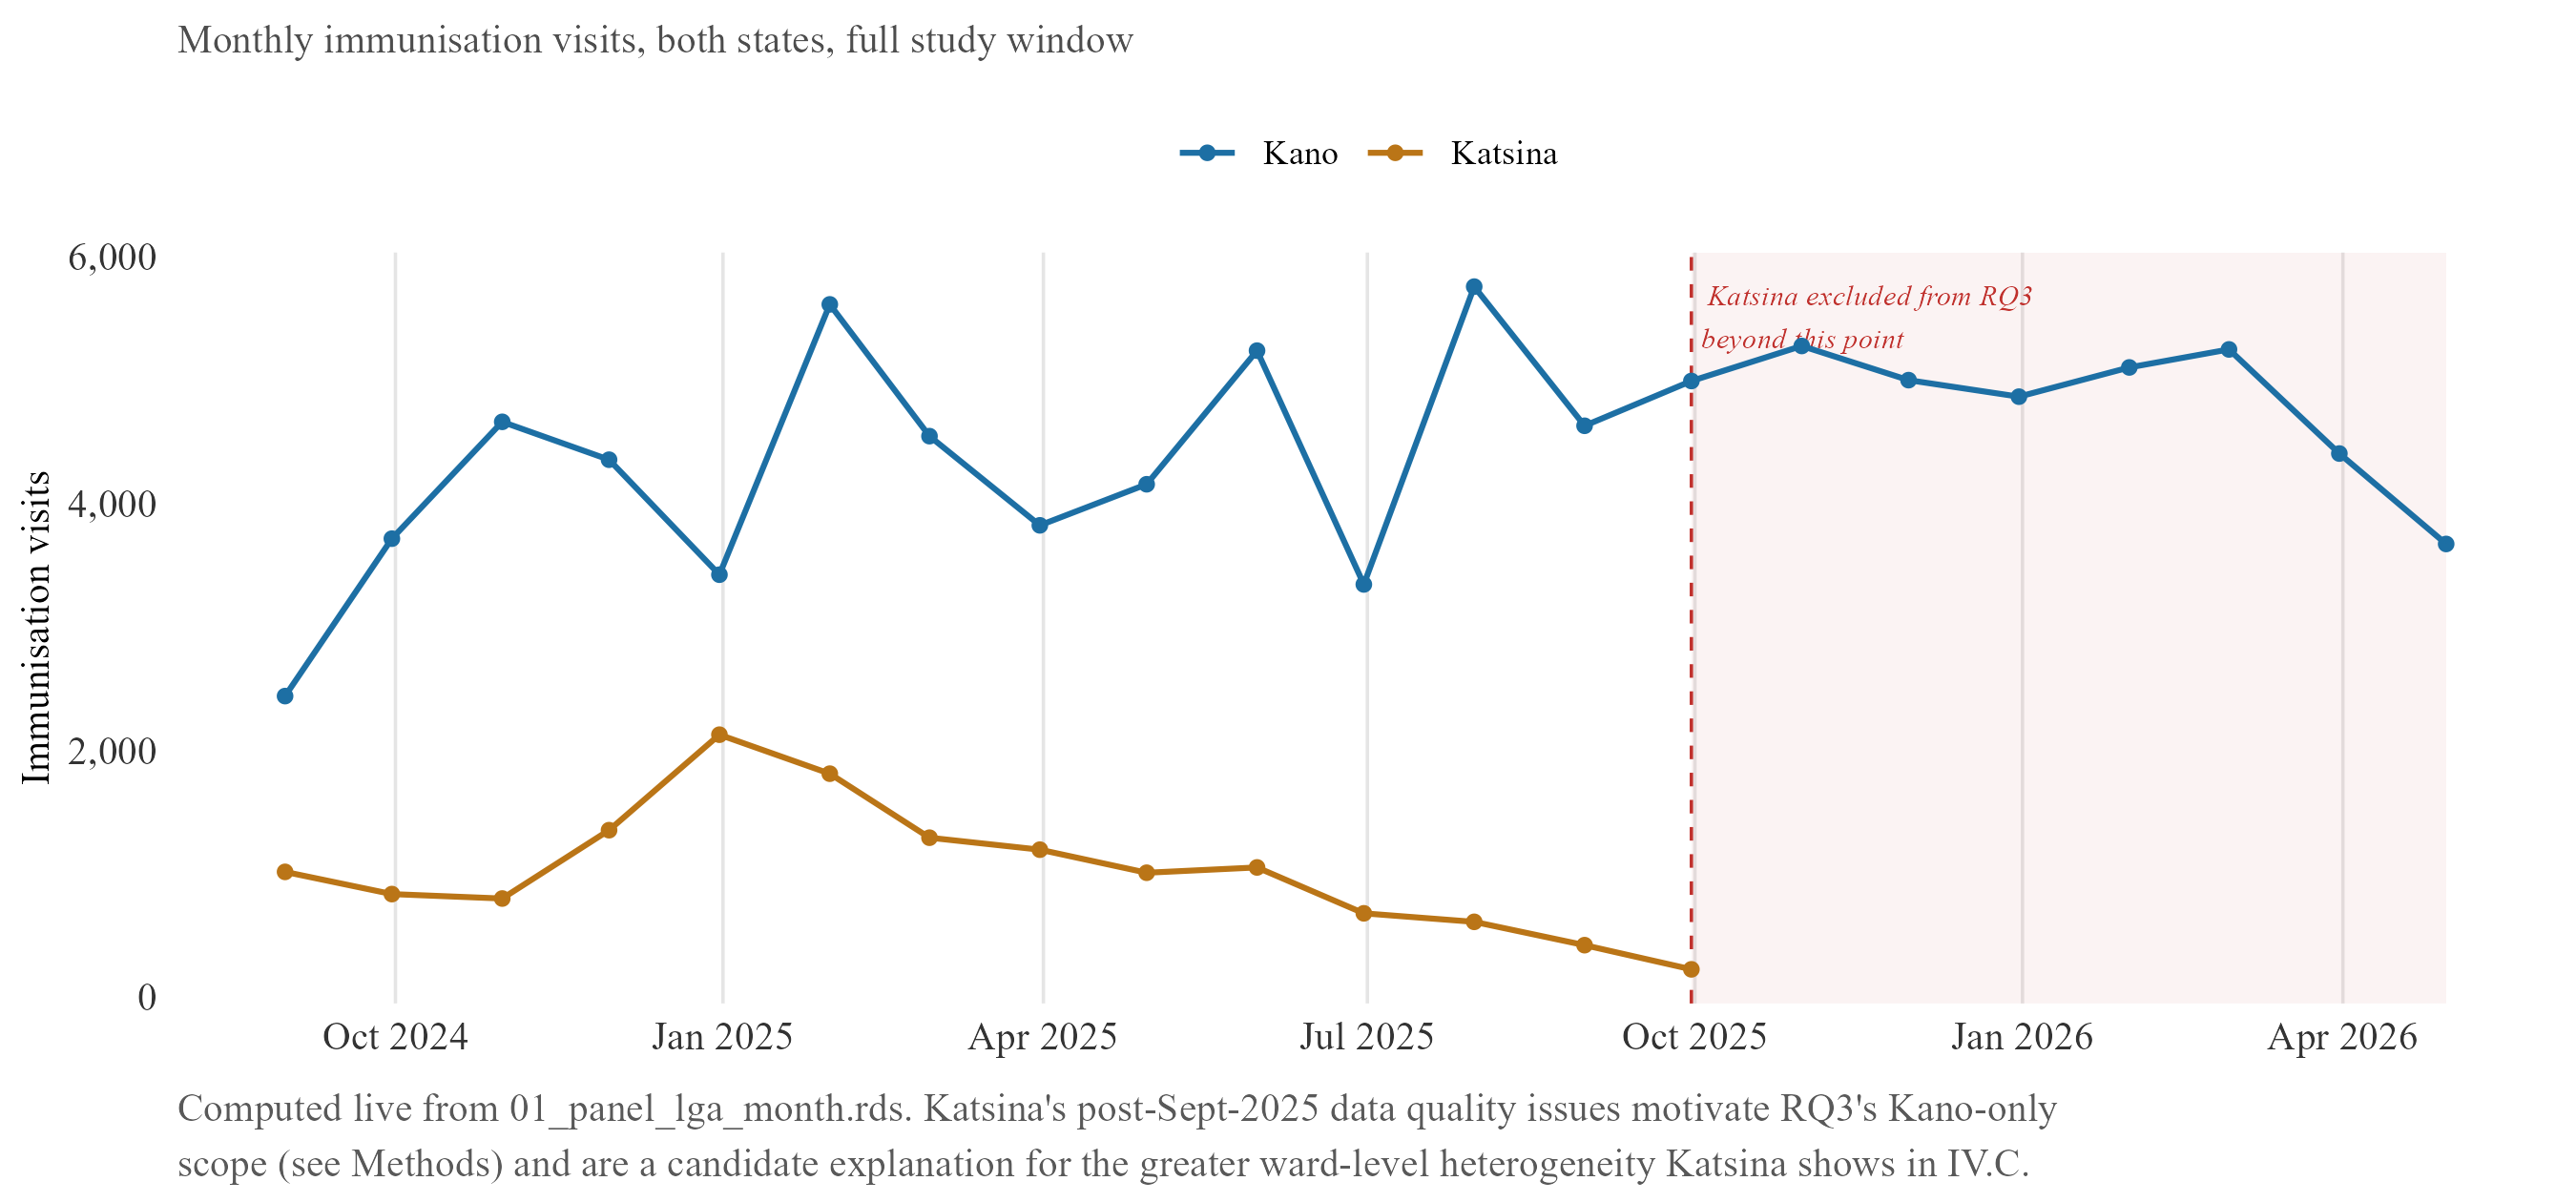 Monthly immunisation visits, both states, full study window
Kano
Katsina
6,000
4,000
2,000
0
Immunisation visits
Katsina excluded from RQ3
beyond this point
Oct 2024
Jan 2025
Apr 2025
Jul 2025
Oct 2025
Jan 2026
Apr 2026
Computed live from 01_panel_lga_month.rds. Katsina's post-Sept-2025 data quality issues motivate RQ3's Kano-only
scope (see Methods) and are a candidate explanation for the greater ward-level heterogeneity Katsina shows in IV.C.